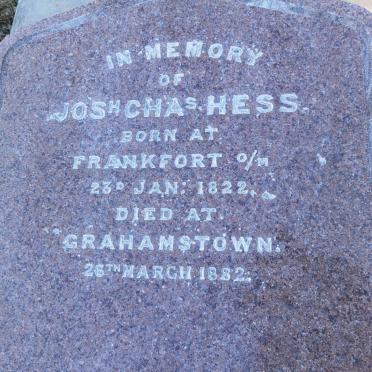 IN MEMORY
OF
JOSH CHAS. HESS.
BORN AT
FRANKFORT O/M
23D JAN: 1822.
DIED AT.
GRAHAMSTOWN.
26TH MARCH 1882.